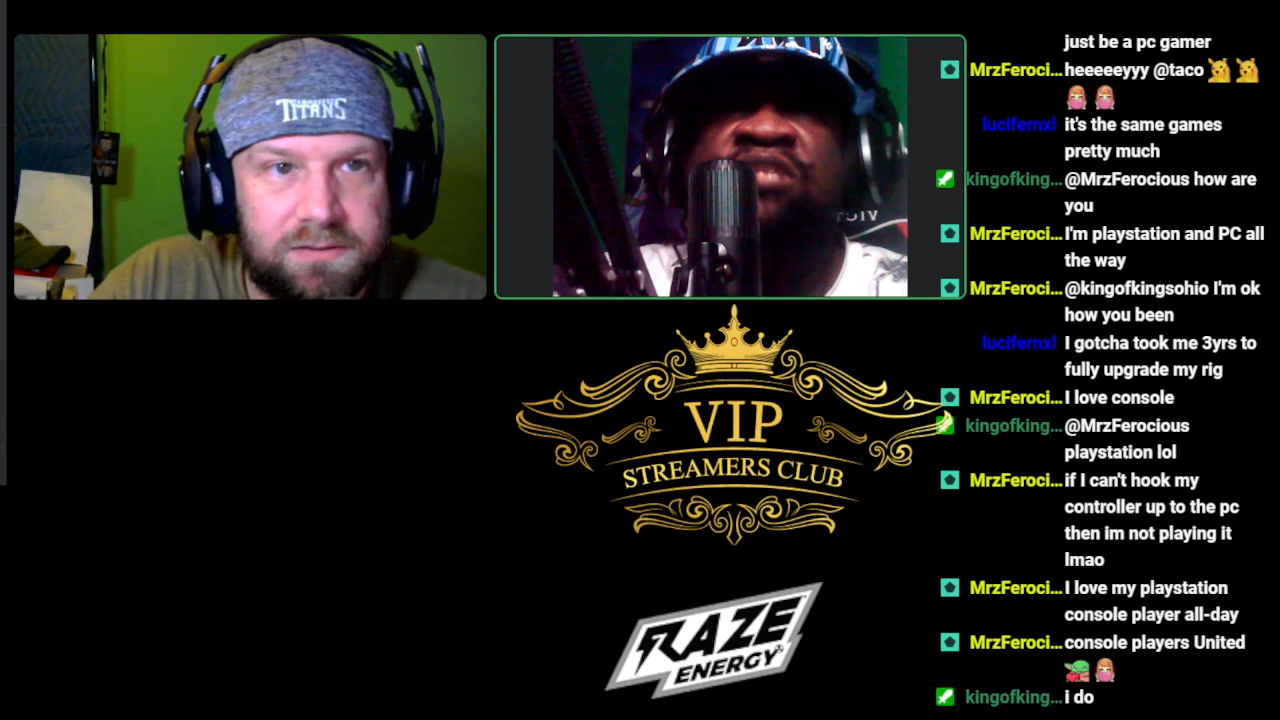 TITANS
VIP
STREAMERS CLUB
RAZE
ENERGY
just be a pc gamer
MrzFeroci... heeeeeyyy @taco
lucifernxl it's the same games
pretty much
kingofking... @MrzFerocious how are
you
MrzFeroci... I'm playstation and PC all
the way
MrzFeroci... @kingofkingsohio I'm ok
how you been
lucifernxl I gotcha took me 3yrs to
fully upgrade my rig
MrzFeroci... I love console
kingofking... @MrzFerocious
playstation lol
MrzFeroci... if I can't hook my
controller up to the pc
then im not playing it
lmao
MrzFeroci... I love my playstation
console player all-day
MrzFeroci... console players United
kingofking... i do